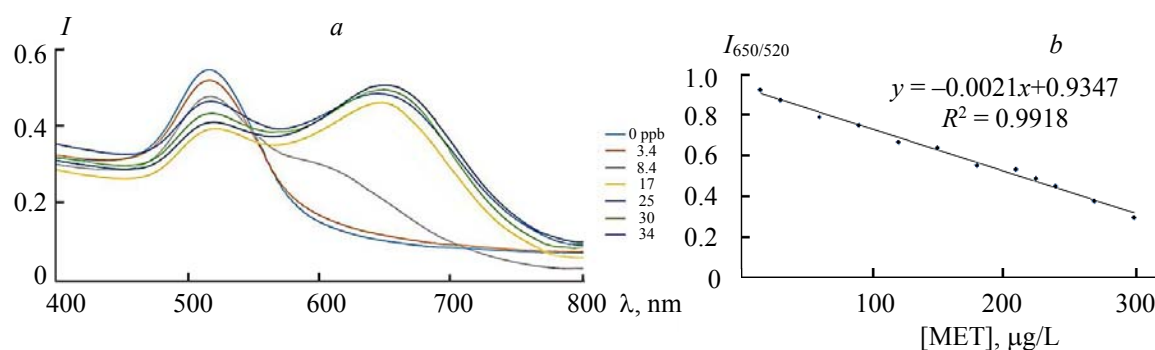 I
a
0.6
0.4
0.2
0
400
500
600
700
800
λ, nm
0 ppb
3.4
8.4
17
25
30
34
I650/520
b
1.0
0.8
0.6
0.4
0.2
0
y = –0.0021x+0.9347
R² = 0.9918
100
200
300
[MET], μg/L